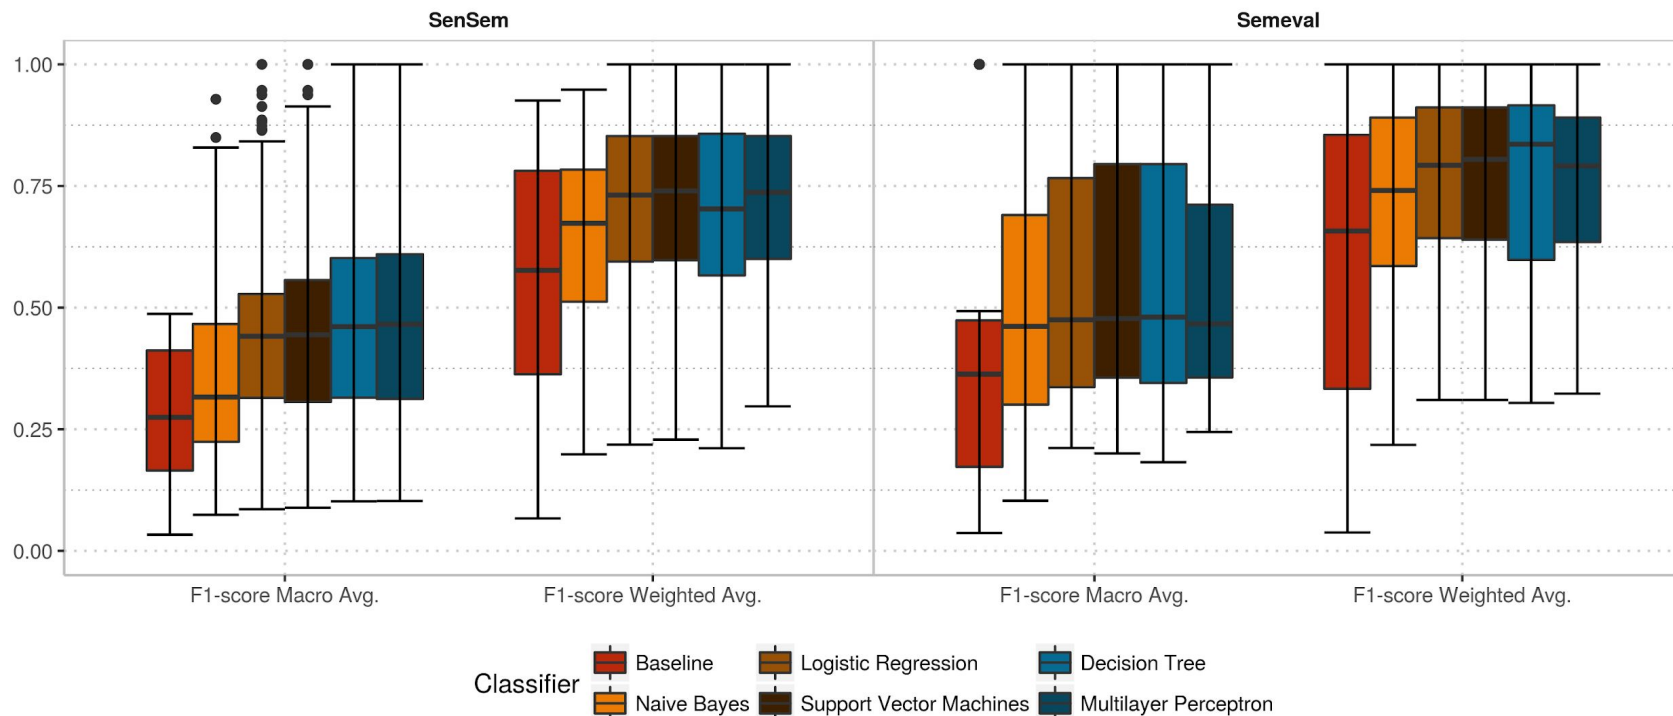 SenSem
Semeval
1.00
0.75
0.50
0.25
0.00
F1-score Macro Avg.
F1-score Weighted Avg.
F1-score Macro Avg.
F1-score Weighted Avg.
Classifier
Baseline
Logistic Regression
Decision Tree
Naive Bayes
Support Vector Machines
Multilayer Perceptron